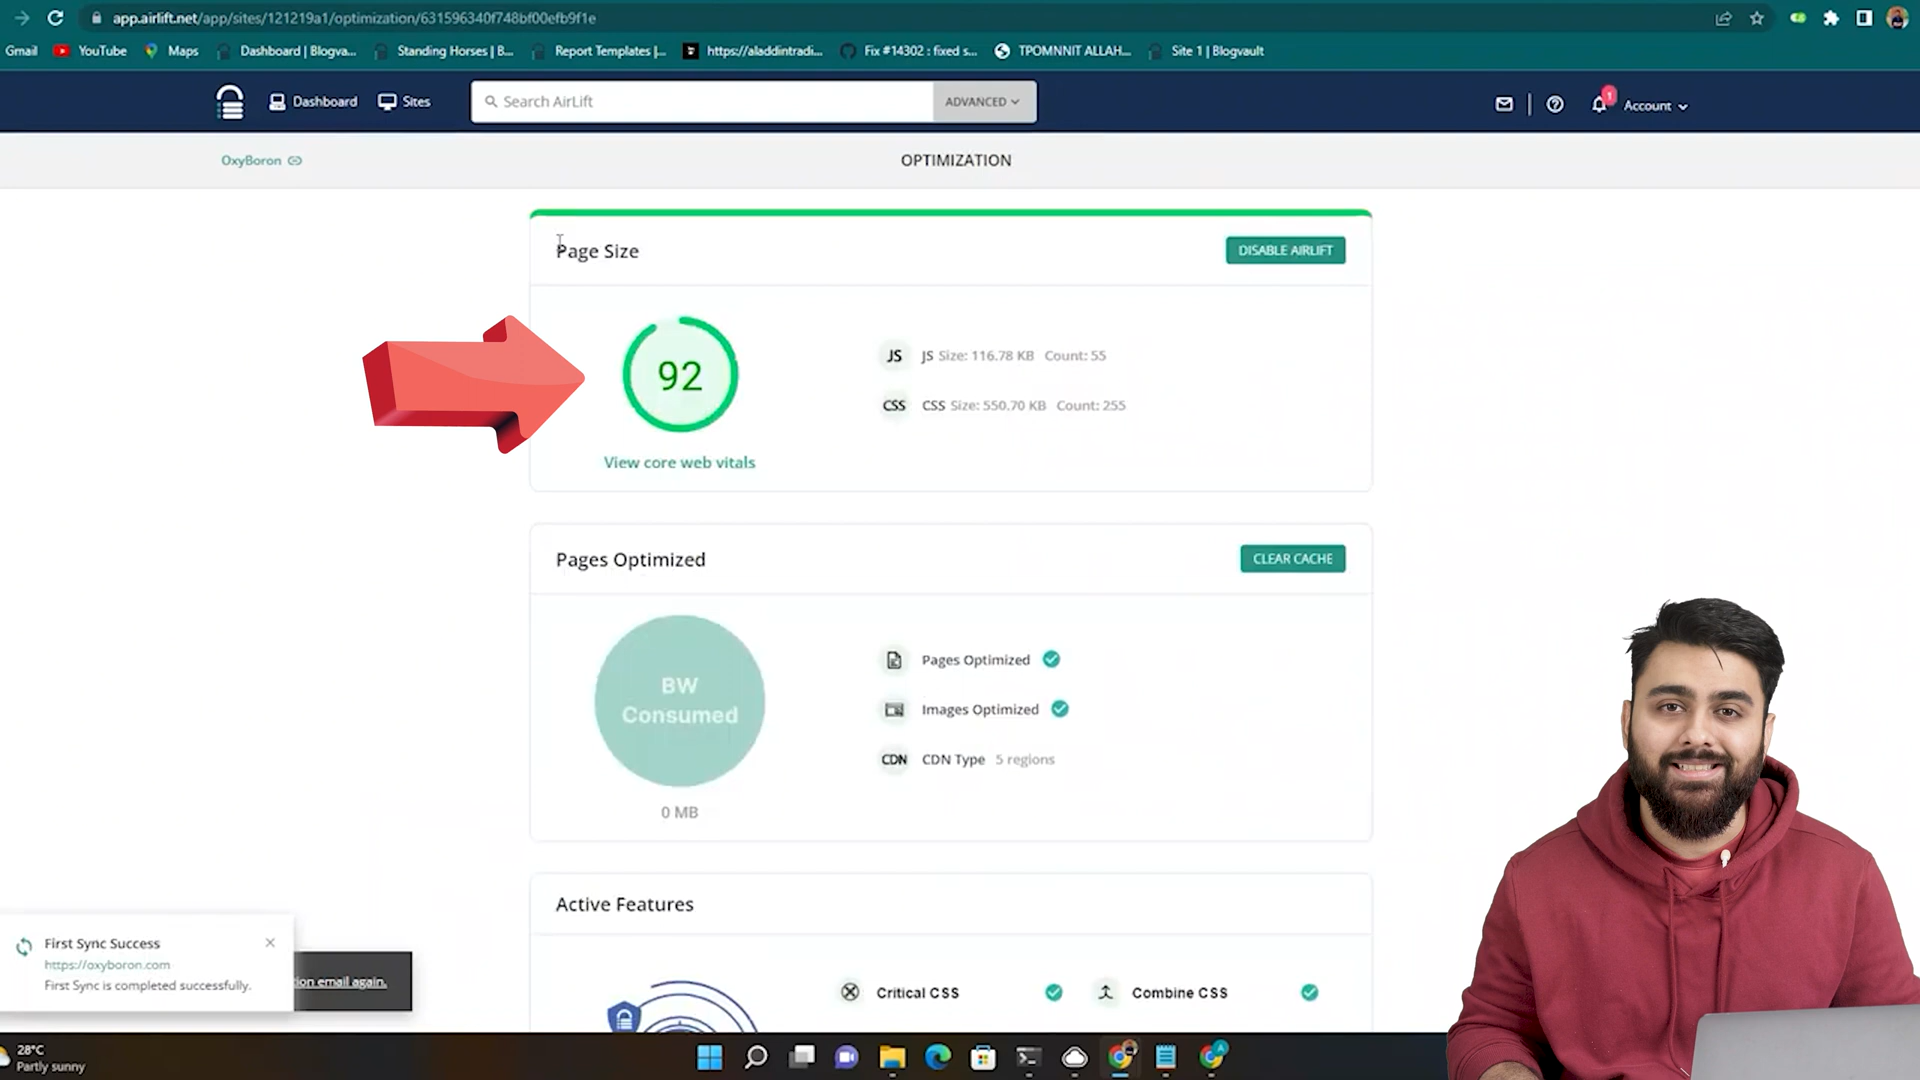 app.airlift.net/app/sites/121219a1/optimization/631596340f748bf00efb9f1e
Gmail YouTube Maps Dashboard | Blogva... Standing Horses | B... Report Templates |... https://aladdintradi... Fix #14302 : fixed s... TPOMNNIT ALLAH... Site 1 | Blogvault
Dashboard Sites Search AirLift ADVANCED 1 Account
OxyBoron OPTIMIZATION
Page Size DISABLE AIRLIFT
92
JS JS Size: 116.78 KB Count: 55
CSS CSS Size: 550.70 KB Count: 255
View core web vitals
Pages Optimized CLEAR CACHE
BW
Consumed
0 MB
Pages Optimized
Images Optimized
CDN CDN Type 5 regions
Active Features
Critical CSS Combine CSS
First Sync Success
https://oxyboron.com
First Sync is completed successfully.
ion email again.
28°C
Partly sunny